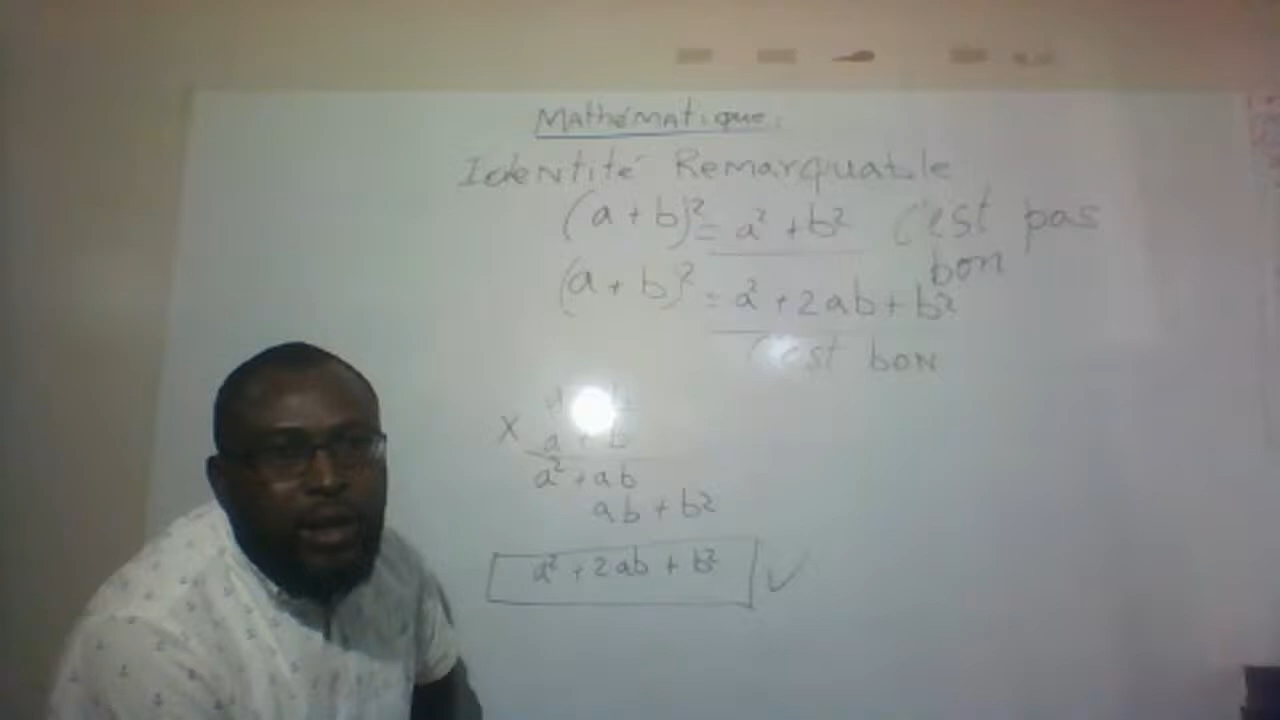 Mathématique.
Identité Remarquable
(a + b)² = a² + b² c'est pas bon
(a + b)² = a² + 2ab + b²
C'est bon
X a + b
a² + ab
ab + b²
a² + 2ab + b² ✓